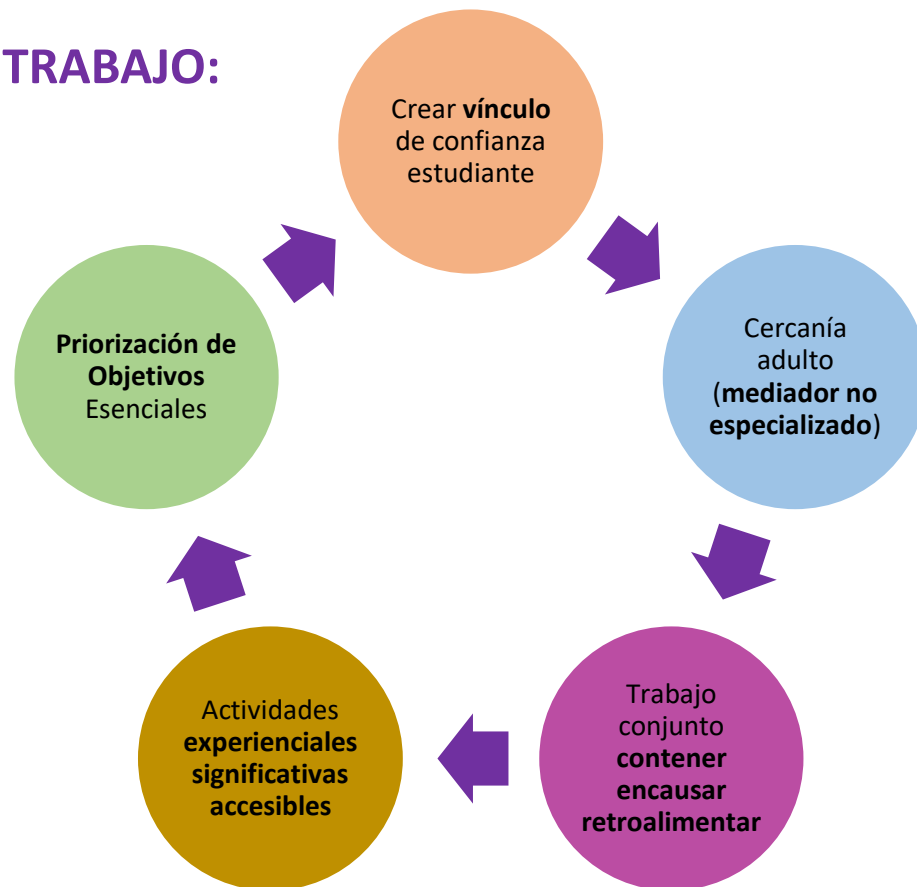 TRABAJO:
Crear vínculo
de confianza
estudiante
Cercanía
adulto
(mediador no
especializado)
Trabajo
conjunto
contener
encausar
retroalimentar
Actividades
experienciales
significativas
accesibles
Priorización de
Objetivos
Esenciales